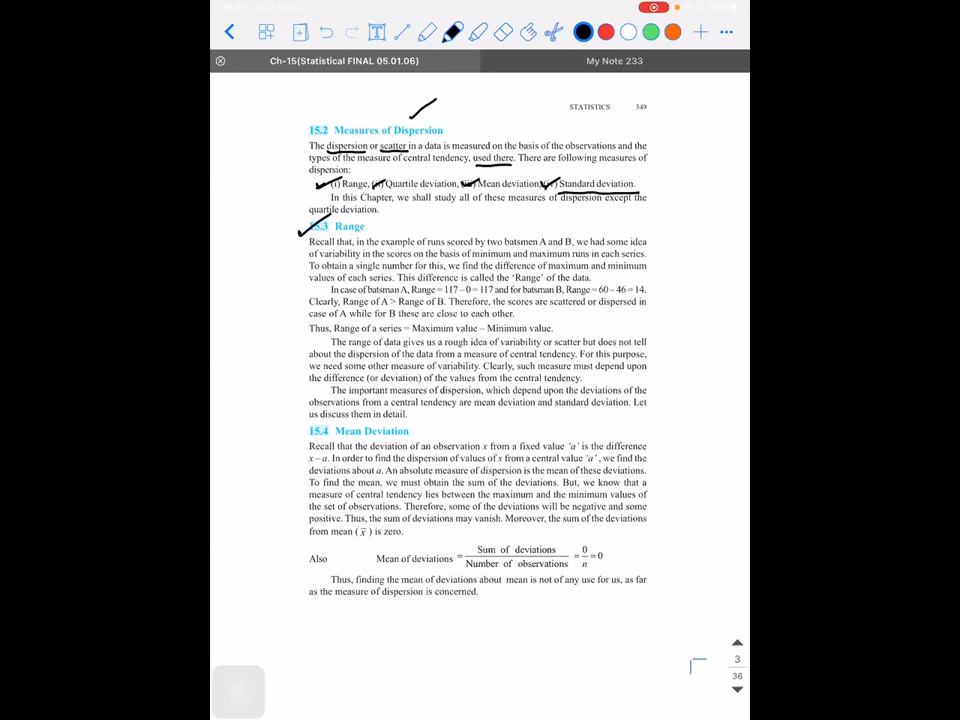 Ch-15(Statistical FINAL 05.01.06)
My Note 233
STATISTICS 349
15.2 Measures of Dispersion
The dispersion or scatter in a data is measured on the basis of the observations and the
types of the measure of central tendency, used there. There are following measures of
dispersion:
(i) Range, (ii) Quartile deviation, (iii) Mean deviation, (iv) Standard deviation.
In this Chapter, we shall study all of these measures of dispersion except the
quartile deviation.
15.3 Range
Recall that, in the example of runs scored by two batsmen A and B, we had some idea
of variability in the scores on the basis of minimum and maximum runs in each series.
To obtain a single number for this, we find the difference of maximum and minimum
values of each series. This difference is called the ‘Range’ of the data.
In case of batsman A, Range = 117 – 0 = 117 and for batsman B, Range = 60 – 46 = 14.
Clearly, Range of A > Range of B. Therefore, the scores are scattered or dispersed in
case of A while for B these are close to each other.
Thus, Range of a series = Maximum value – Minimum value.
The range of data gives us a rough idea of variability or scatter but does not tell
about the dispersion of the data from a measure of central tendency. For this purpose,
we need some other measure of variability. Clearly, such measure must depend upon
the difference (or deviation) of the values from the central tendency.
The important measures of dispersion, which depend upon the deviations of the
observations from a central tendency are mean deviation and standard deviation. Let
us discuss them in detail.
15.4 Mean Deviation
Recall that the deviation of an observation x from a fixed value ‘a’ is the difference
x – a. In order to find the dispersion of values of x from a central value ‘a’ , we find the
deviations about a. An absolute measure of dispersion is the mean of these deviations.
To find the mean, we must obtain the sum of the deviations. But, we know that a
measure of central tendency lies between the maximum and the minimum values of
the set of observations. Therefore, some of the deviations will be negative and some
positive. Thus, the sum of deviations may vanish. Moreover, the sum of the deviations
from mean ( x̄ ) is zero.
Also Mean of deviations = Sum of deviations / Number of observations = 0/n = 0
Thus, finding the mean of deviations about mean is not of any use for us, as far
as the measure of dispersion is concerned.
3
36